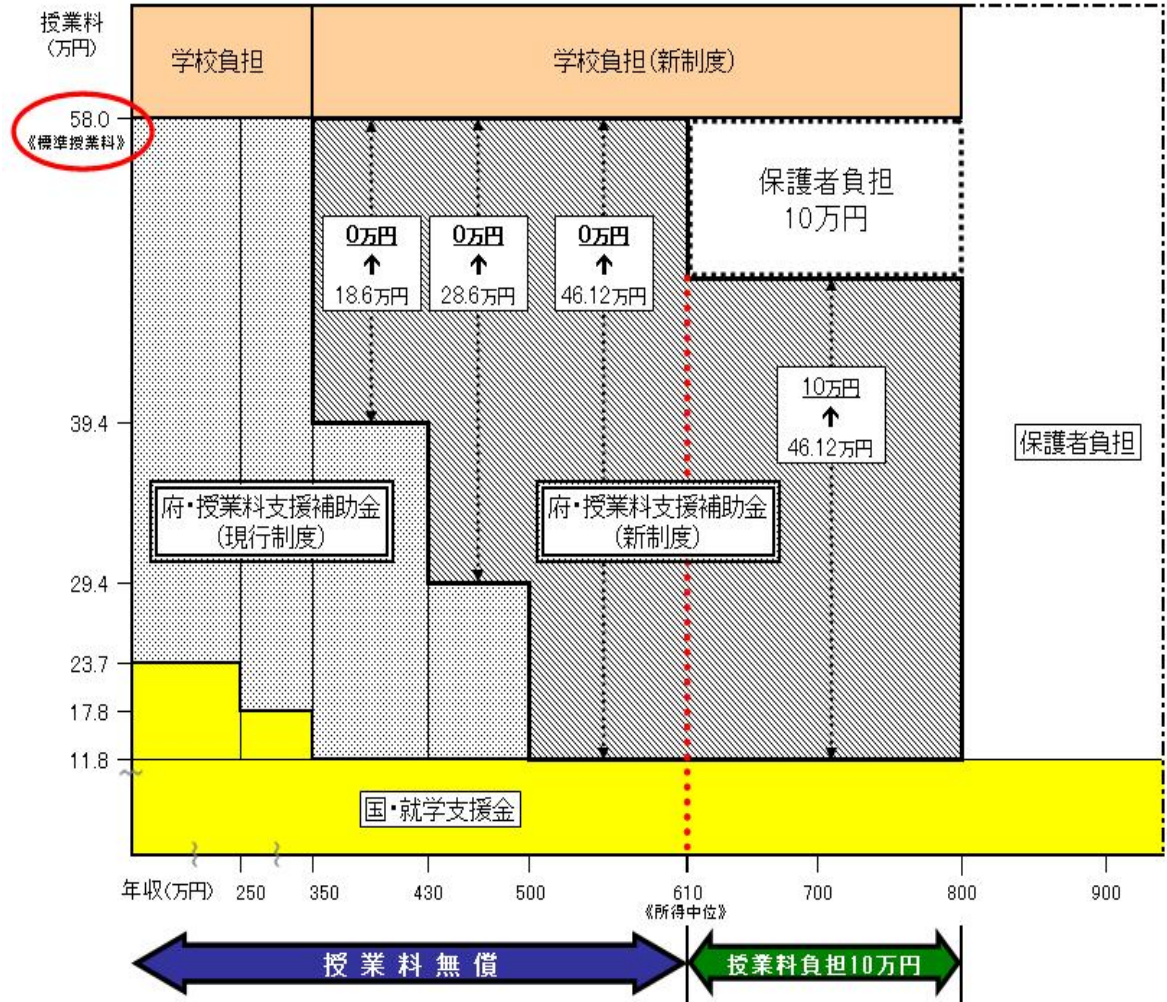 授業料
(万円)
学校負担
学校負担(新制度)
58.0
《標準授業料》
保護者負担
10万円
0万円
↑
18.6万円
0万円
↑
28.6万円
0万円
↑
46.12万円
10万円
↑
46.12万円
39.4
保護者負担
府・授業料支援補助金
(現行制度)
府・授業料支援補助金
(新制度)
29.4
23.7
17.8
11.8
国・就学支援金
年収(万円) 250 350 430 500 610 700 800 900
《所得中位》
授業料無償
授業料負担10万円